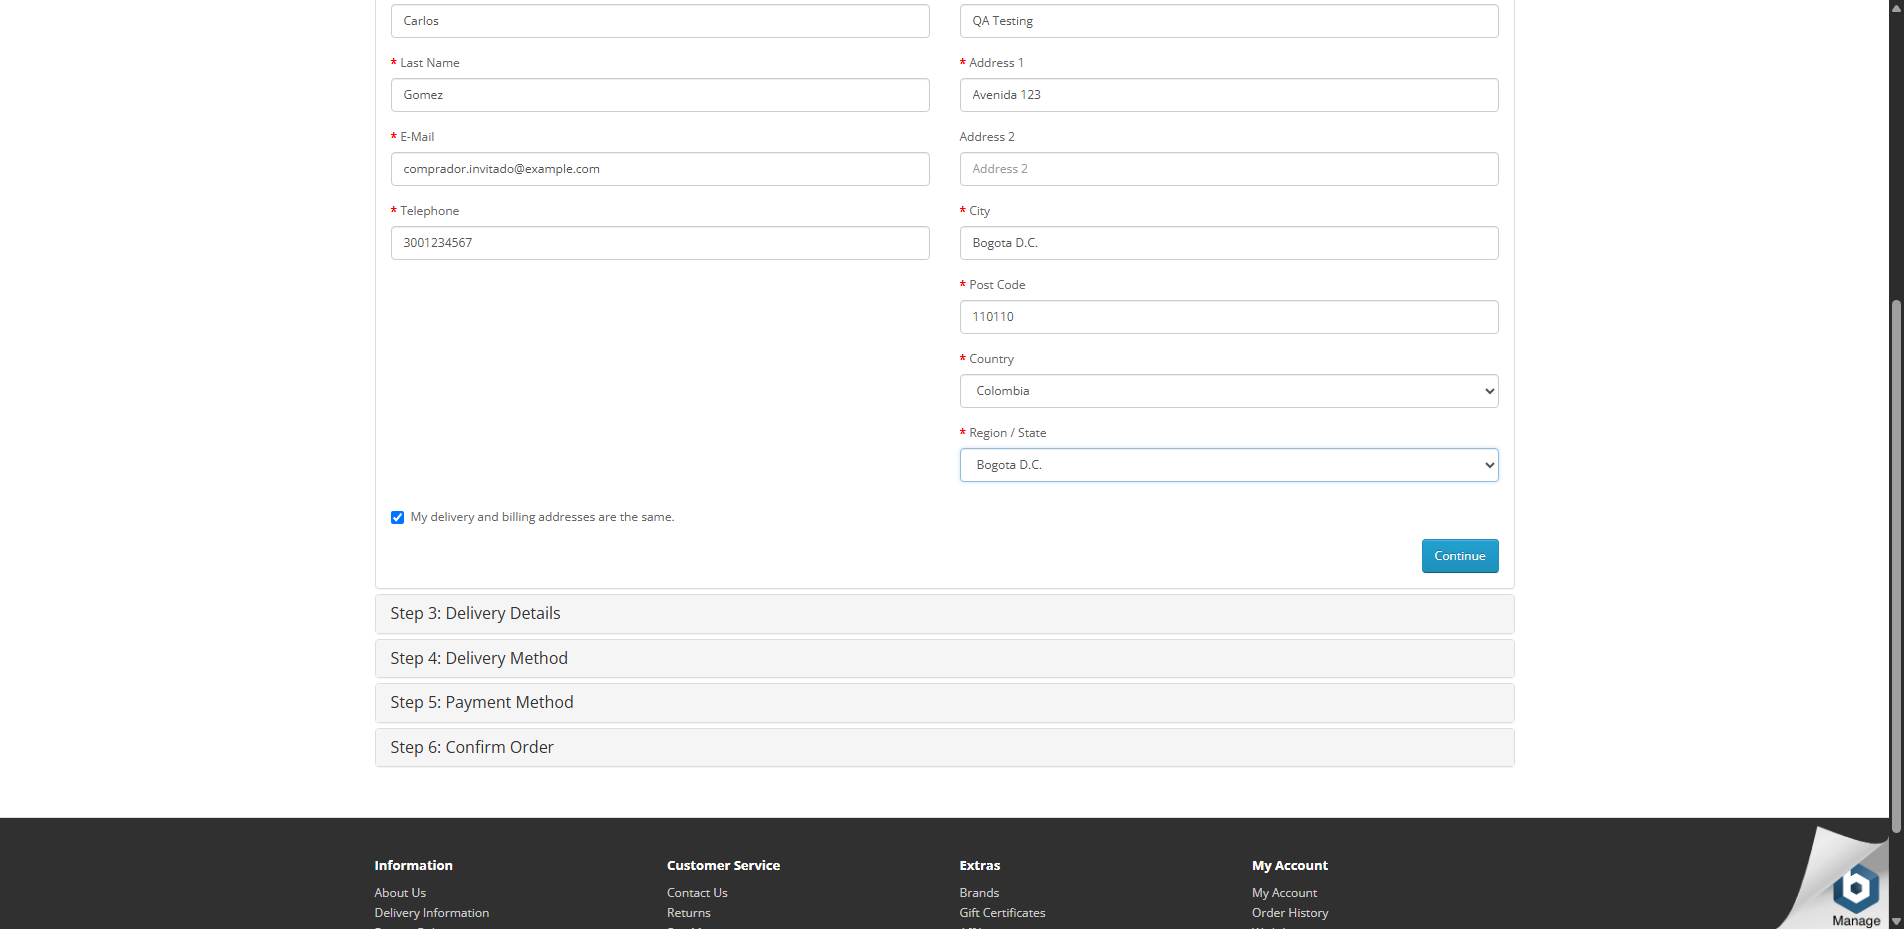 Carlos
QA Testing
* Last Name
Gomez
* Address 1
Avenida 123
* E-Mail
comprador.invitado@example.com
Address 2
Address 2
* Telephone
3001234567
* City
Bogota D.C.
* Post Code
110110
* Country
Colombia
* Region / State
Bogota D.C.
My delivery and billing addresses are the same.
Continue
Step 3: Delivery Details
Step 4: Delivery Method
Step 5: Payment Method
Step 6: Confirm Order
Information
About Us
Delivery Information
Customer Service
Contact Us
Returns
Extras
Brands
Gift Certificates
My Account
My Account
Order History
Manage